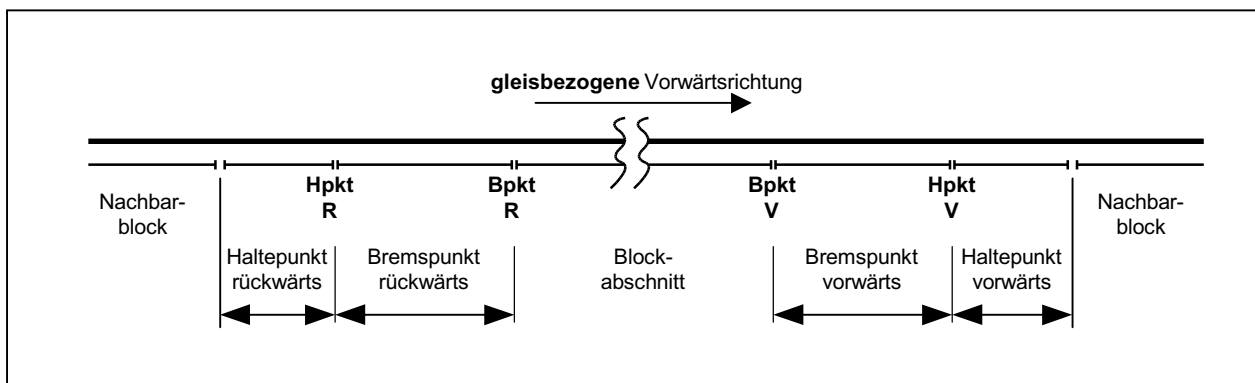 gleisbezogene Vorwärtsrichtung
Hpkt
R
Bpkt
R
Bpkt
V
Hpkt
V
Nachbar-
block
Nachbar-
block
Haltepunkt
rückwärts
Bremspunkt
rückwärts
Block-
abschnitt
Bremspunkt
vorwärts
Haltepunkt
vorwärts